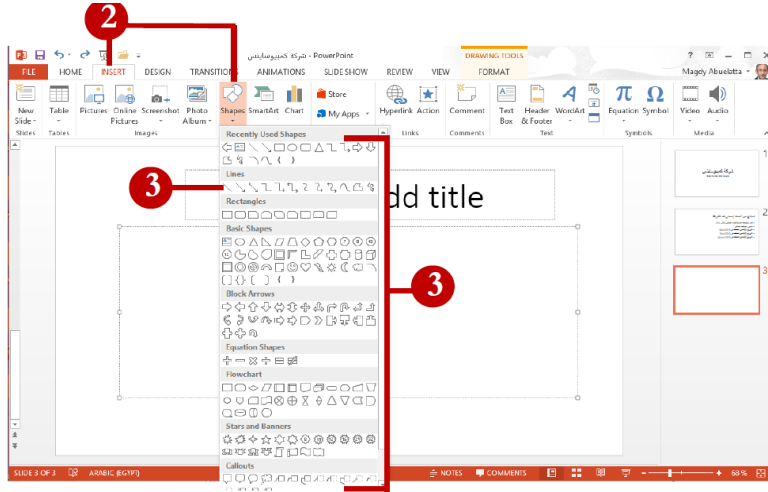 2
شركة كمبيوساينس - PowerPoint
DRAWING TOOLS
FILE HOME INSERT DESIGN TRANSITIONS ANIMATIONS SLIDE SHOW REVIEW VIEW FORMAT Magdy Abuelatta
New Slide Table Pictures Online Pictures Screenshot Photo Album Shapes SmartArt Chart Store My Apps Hyperlink Action Comment Text Box Header & Footer WordArt Equation Symbol Video Audio
Slides Tables Images Links Comments Text Symbols Media
Recently Used Shapes
Lines
3
dd title
Rectangles
Basic Shapes
3
Block Arrows
Equation Shapes
Flowchart
Stars and Banners
Callouts
1
2
3
SLIDE 3 OF 3 ARABIC (EGYPT) NOTES COMMENTS 68%